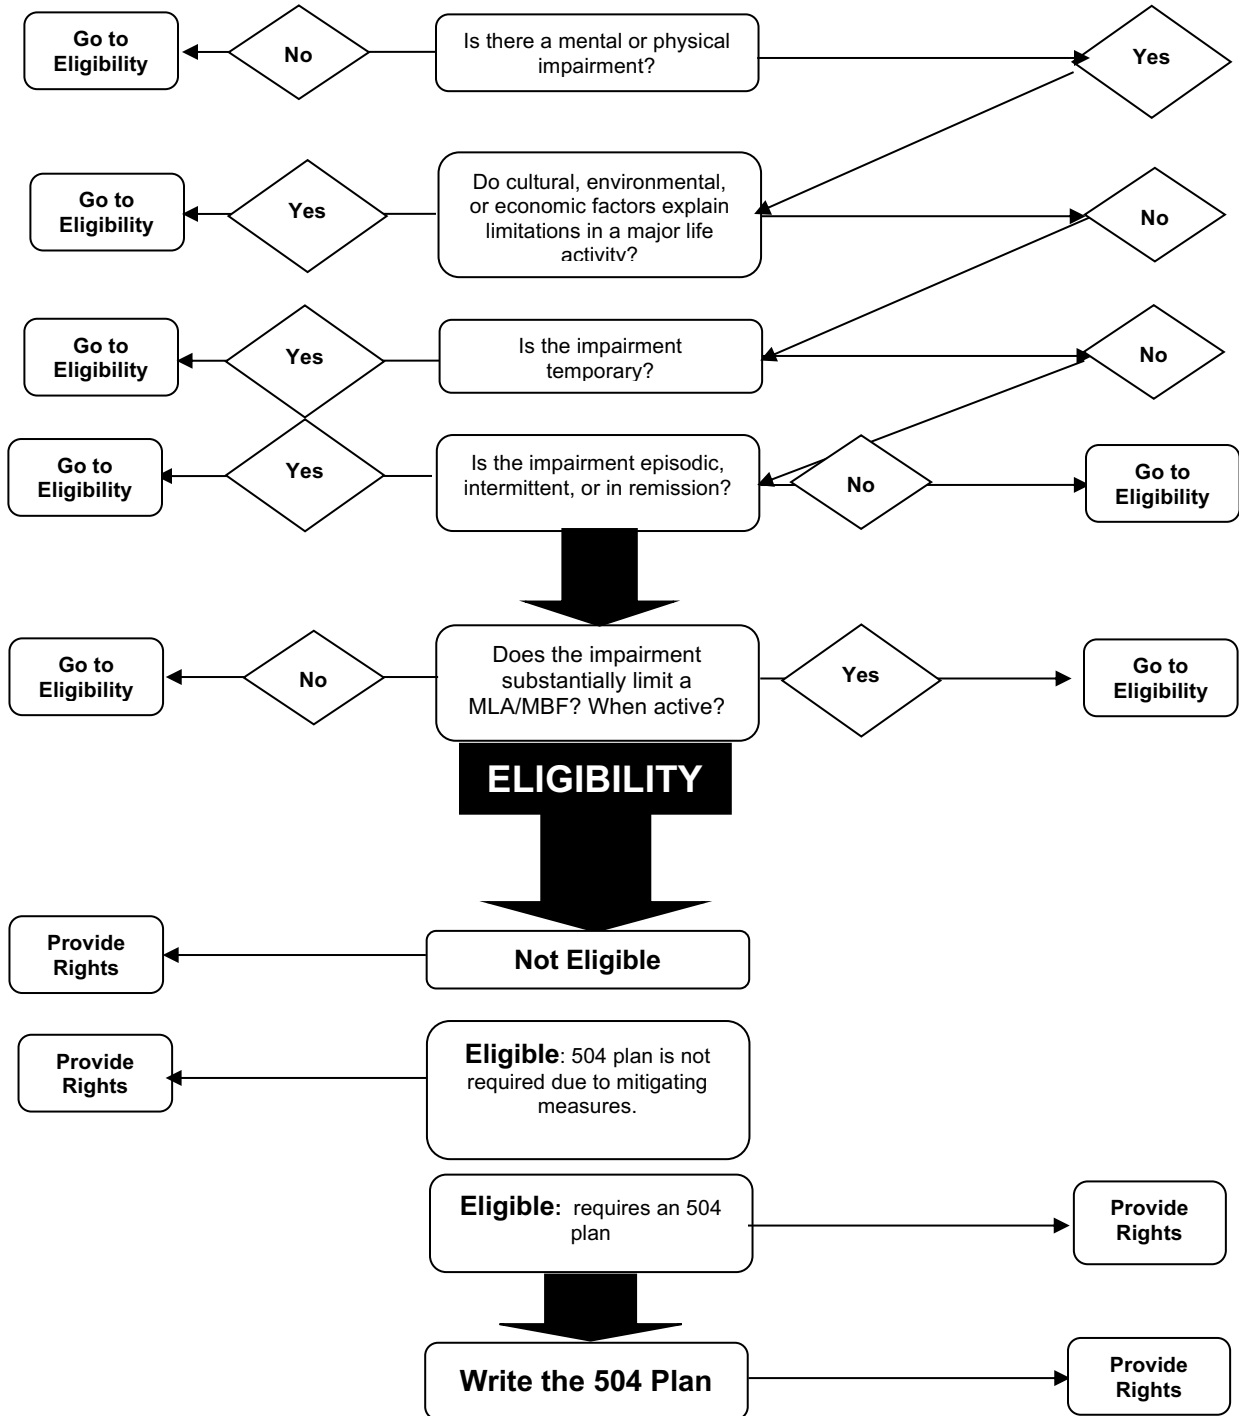 Go to
Eligibility
No
Is there a mental or physical
impairment?
Yes
Go to
Eligibility
Yes
Do cultural, environmental,
or economic factors explain
limitations in a major life
activity?
No
Go to
Eligibility
Yes
Is the impairment
temporary?
No
Go to
Eligibility
Yes
Is the impairment episodic,
intermittent, or in remission?
No
Go to
Eligibility
Go to
Eligibility
No
Does the impairment
substantially limit a
MLA/MBF? When active?
Yes
Go to
Eligibility
ELIGIBILITY
Provide
Rights
Not Eligible
Provide
Rights
Eligible: 504 plan is not
required due to mitigating
measures.
Eligible: requires an 504
plan
Provide
Rights
Write the 504 Plan
Provide
Rights